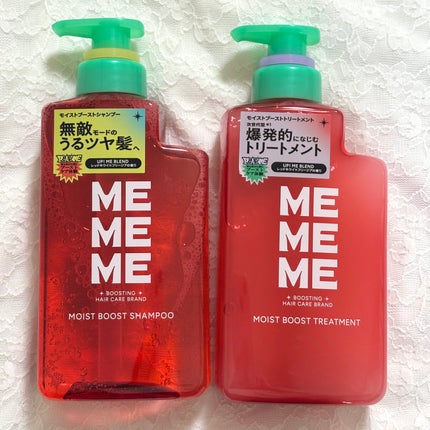 モイストブーストシャンプー
無敵モードの
うるツヤ髪へ
UP! ME BLEND
ME
ME
ME
BOOSTING
HAIR CARE BRAND
MOIST BOOST SHAMPOO
モイストブーストトリートメント
爆発的になじむ
トリートメント
UP! ME BLEND
ME
ME
ME
BOOSTING
HAIR CARE BRAND
MOIST BOOST TREATMENT